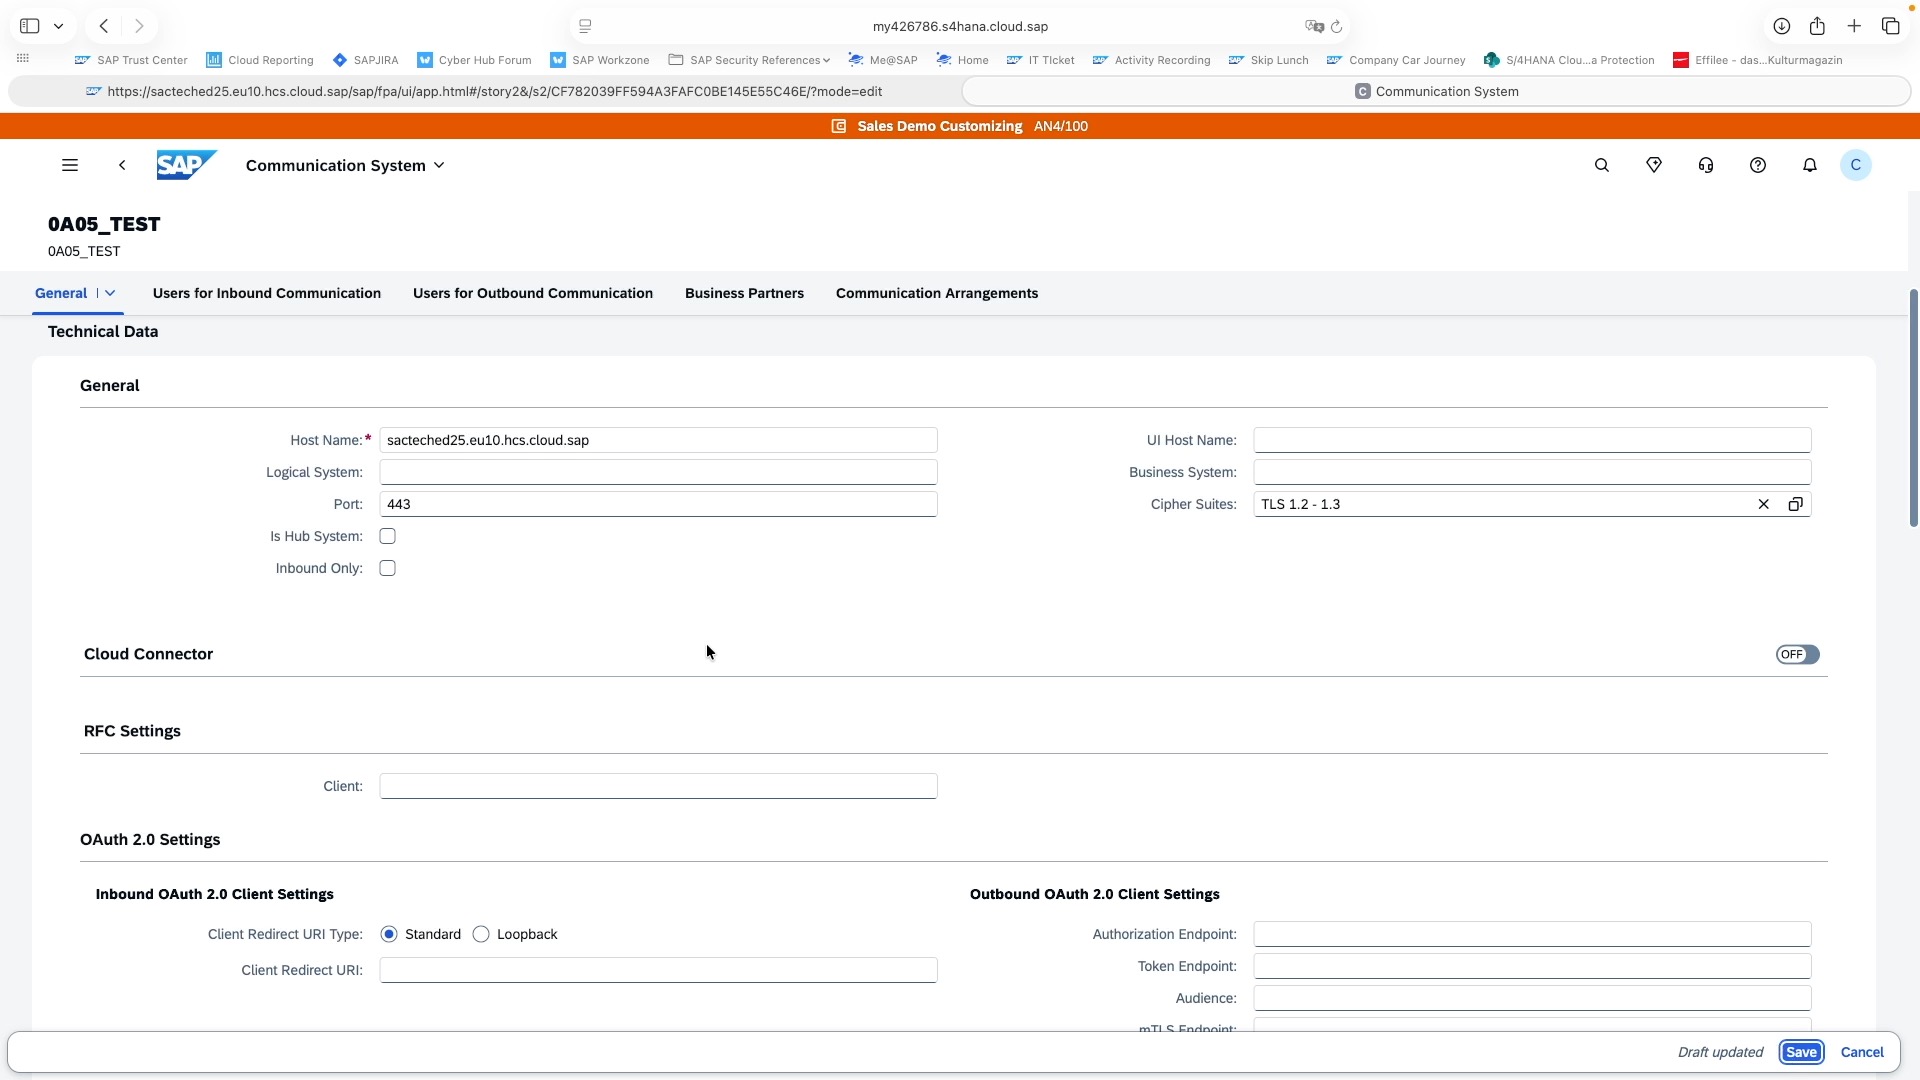 my426786.s4hana.cloud.sap
SAP Trust Center
Cloud Reporting
SAPJIRA
Cyber Hub Forum
SAP Workzone
SAP Security References
Me@SAP
Home
IT TIcket
Activity Recording
Skip Lunch
Company Car Journey
S/4HANA Clou...a Protection
Effilee - das...Kulturmagazin
https://sacteched25.eu10.hcs.cloud.sap/sap/fpa/ui/app.html#/story2&/s2/CF782039FF594A3FAFC0BE145E55C46E/?mode=edit
C Communication System
Sales Demo Customizing AN4/100
SAP
Communication System
C
0A05_TEST
0A05_TEST
General
Users for Inbound Communication
Users for Outbound Communication
Business Partners
Communication Arrangements
Technical Data
General
Host Name:* sacteched25.eu10.hcs.cloud.sap
UI Host Name:
Logical System:
Business System:
Port: 443
Cipher Suites: TLS 1.2 - 1.3
Is Hub System:
Inbound Only:
Cloud Connector
OFF
RFC Settings
Client:
OAuth 2.0 Settings
Inbound OAuth 2.0 Client Settings
Outbound OAuth 2.0 Client Settings
Client Redirect URI Type: Standard Loopback
Authorization Endpoint:
Client Redirect URI:
Token Endpoint:
Audience:
mTLS Endpoint:
Draft updated
Save
Cancel